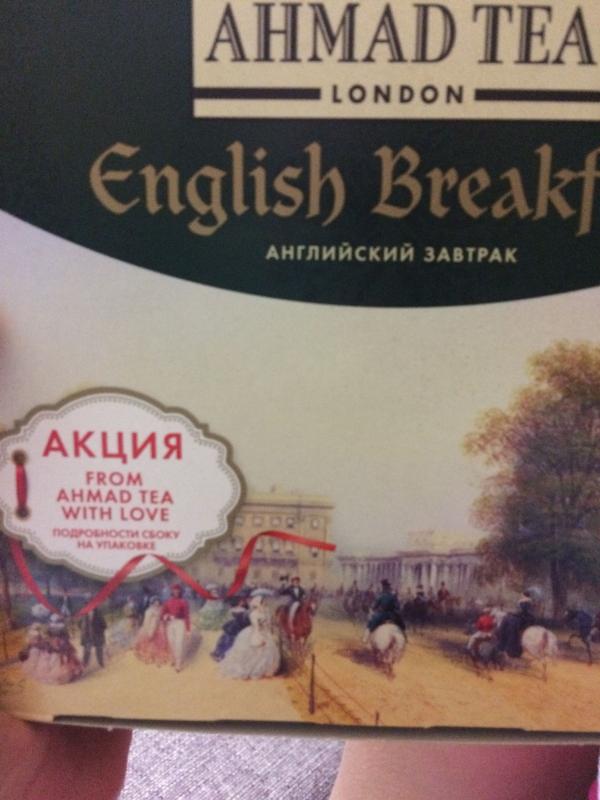 AHMAD TEA
LONDON
English Breakf
АНГЛИЙСКИЙ ЗАВТРАК
АКЦИЯ
FROM
AHMAD TEA
WITH LOVE
ПОДРОБНОСТИ СБОКУ
НА УПАКОВКЕ